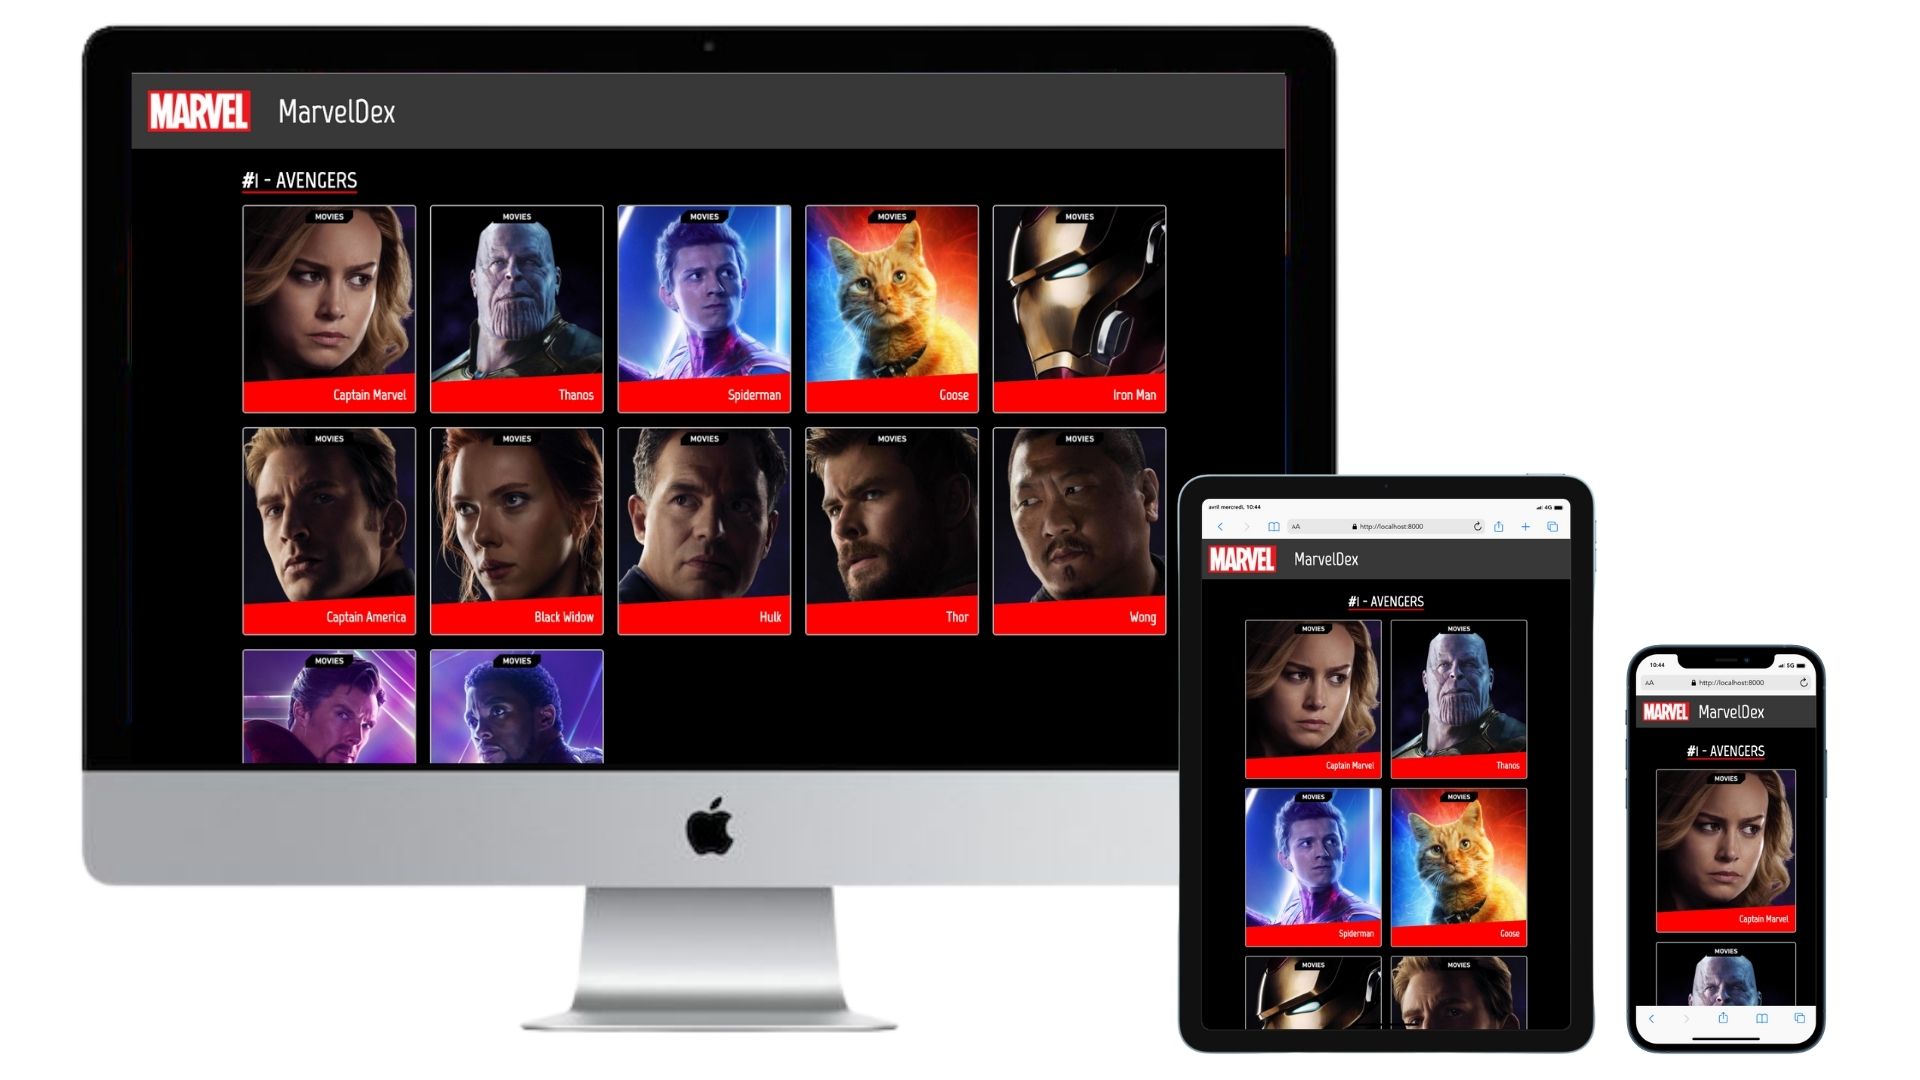 MARVEL MarvelDex
#1 - AVENGERS
MOVIES MOVIES MOVIES MOVIES MOVIES
Captain Marvel Thanos Spiderman Goose Iron Man
MOVIES MOVIES MOVIES MOVIES MOVIES
Captain America Black Widow Hulk Thor Wong
MOVIES MOVIES
avril mercredi, 10:44 4G
AA http://localhost:8000
MARVEL MarvelDex
#1 - AVENGERS
MOVIES MOVIES
Captain Marvel Thanos
MOVIES MOVIES
Spiderman Goose
MOVIES MOVIES
10:44 5G
AA http://localhost:8000
MARVEL MarvelDex
#1 - AVENGERS
MOVIES
Captain Marvel
MOVIES